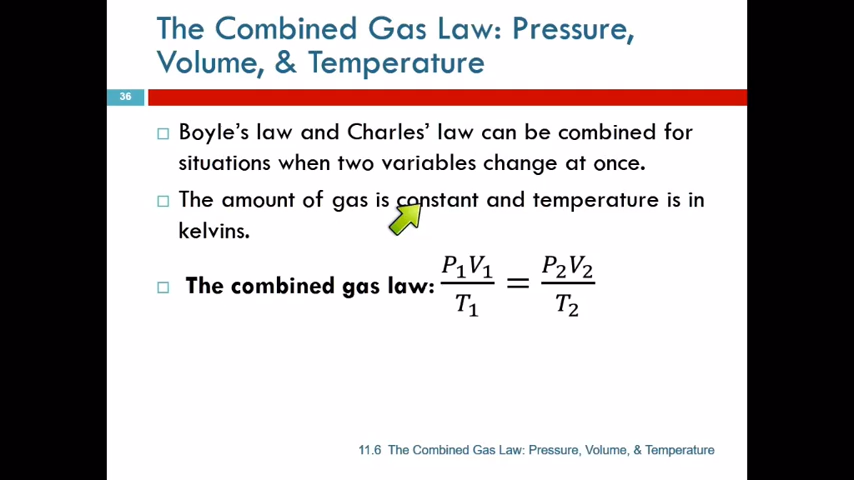 The Combined Gas Law: Pressure,
Volume, & Temperature
36
Boyle's law and Charles' law can be combined for
situations when two variables change at once.
The amount of gas is constant and temperature is in
kelvins.
The combined gas law: P₁V₁/T₁ = P₂V₂/T₂
11.6 The Combined Gas Law: Pressure, Volume, & Temperature